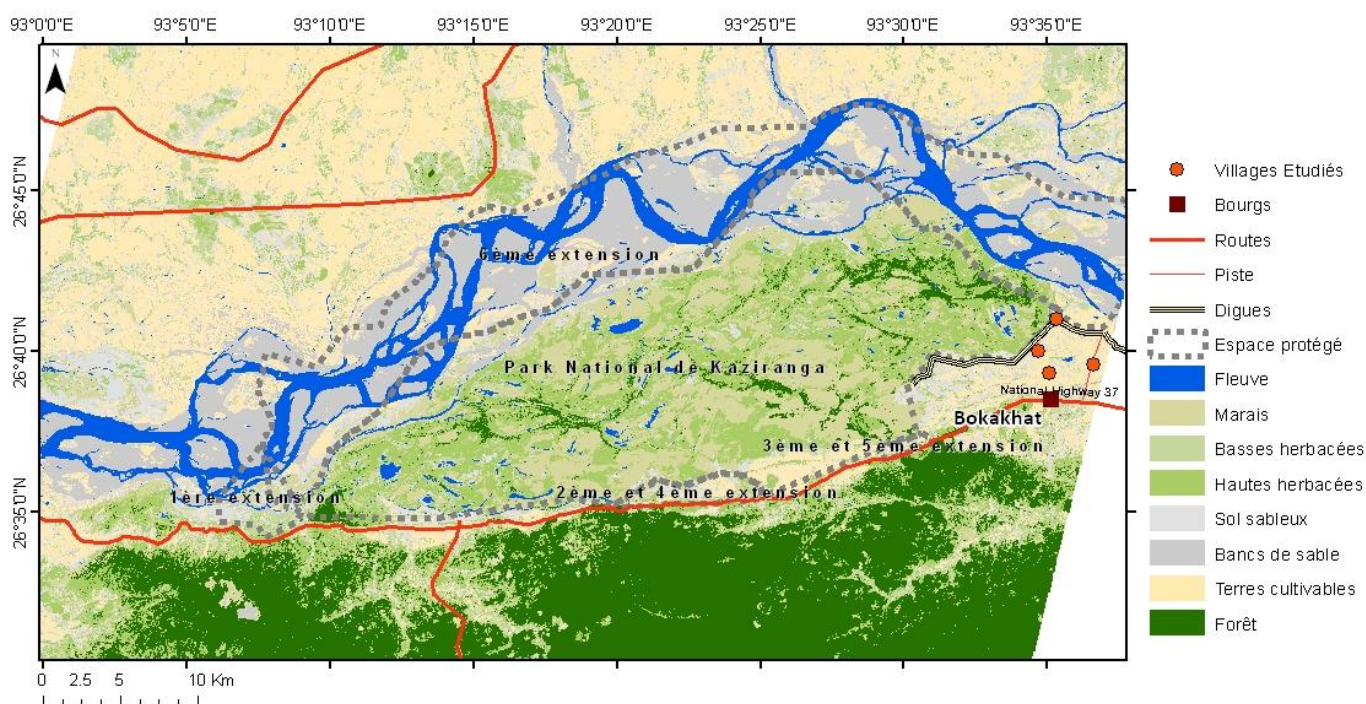 93°0'0"E 93°5'0"E 93°10'0"E 93°15'0"E 93°20'0"E 93°25'0"E 93°30'0"E 93°35'0"E
N
26°45'0"N
26°40'0"N
26°35'0"N
6ème extension
Park National de Kaziranga
National Highway 37
Bokakhat
3ème et 5ème extension
1ère extension
2ème et 4ème extension
0 2.5 5 10 Km
Villages Etudiés
Bourgs
Routes
Piste
Digues
Espace protégé
Fleuve
Marais
Basses herbacées
Hautes herbacées
Sol sableux
Bancs de sable
Terres cultivables
Forêt